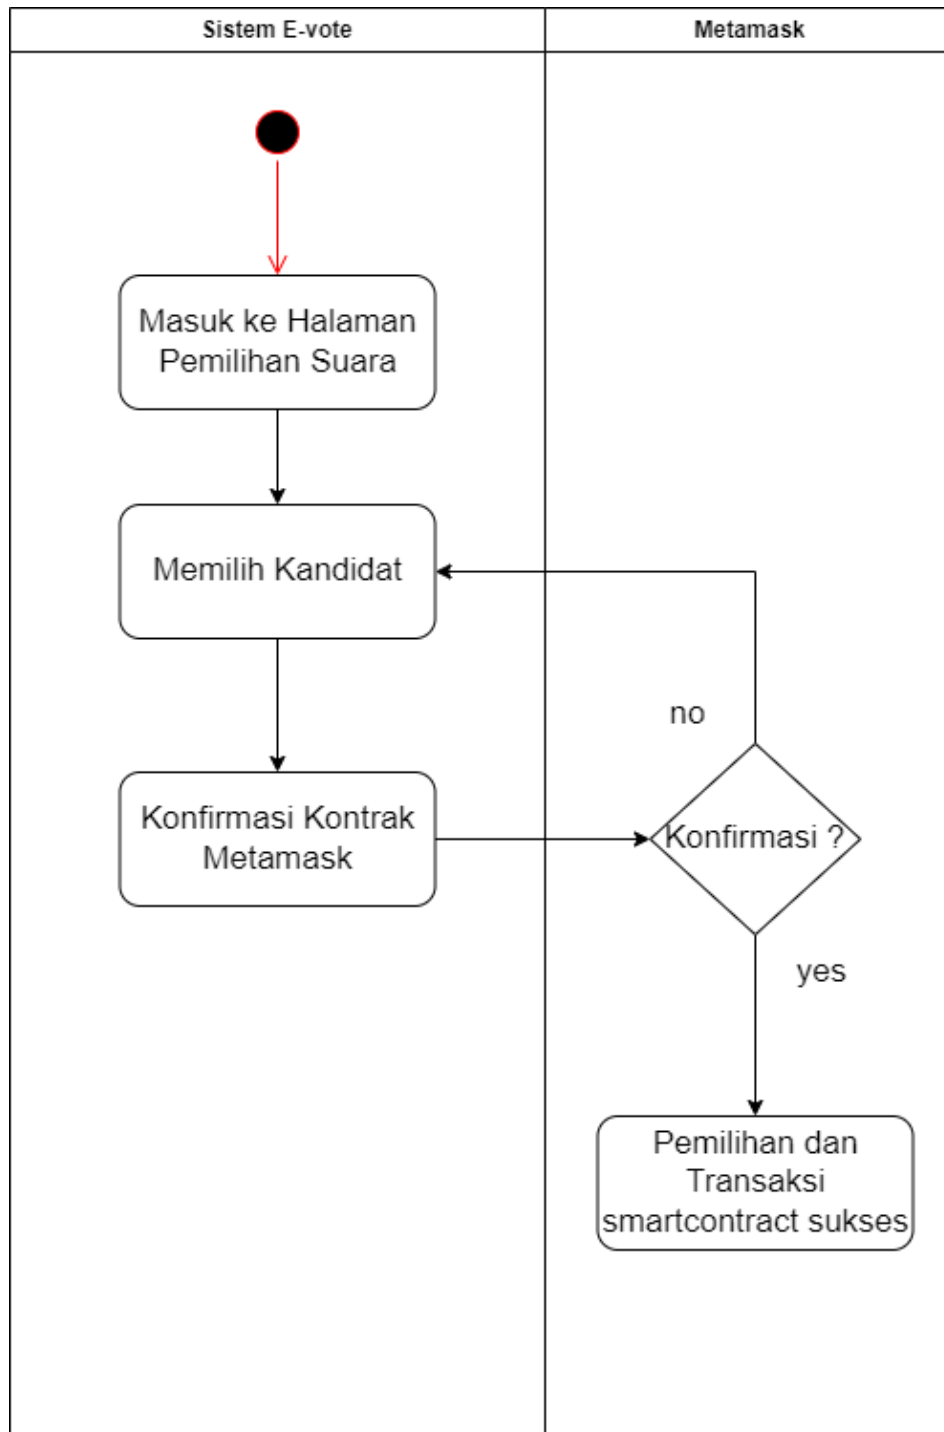 Sistem E-vote
Metamask
Masuk ke Halaman
Pemilihan Suara
Memilih Kandidat
no
Konfirmasi Kontrak
Metamask
Konfirmasi ?
yes
Pemilihan dan
Transaksi
smartcontract sukses